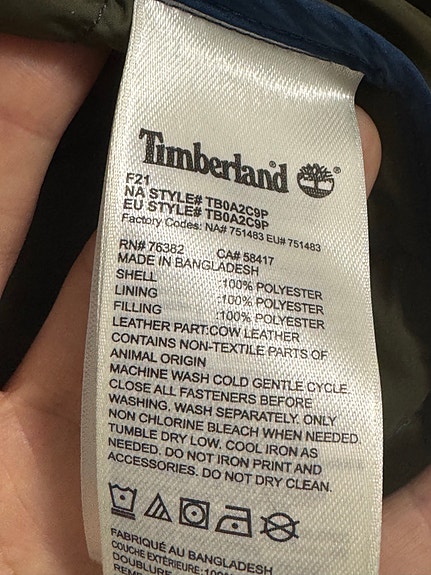 Timberland®
F21
NA STYLE# TB0A2C9P
EU STYLE# TB0A2C9P
Factory Codes: NA# 751483 EU# 751483
RN# 76382 CA# 58417
MADE IN BANGLADESH
SHELL :100% POLYESTER
LINING :100% POLYESTER
FILLING :100% POLYESTER
LEATHER PART:COW LEATHER
CONTAINS NON-TEXTILE PARTS OF
ANIMAL ORIGIN
MACHINE WASH COLD GENTLE CYCLE.
CLOSE ALL FASTENERS BEFORE
WASHING, WASH SEPARATELY. ONLY
NON CHLORINE BLEACH WHEN NEEDED.
TUMBLE DRY LOW. COOL IRON AS
NEEDED. DO NOT IRON PRINT AND
ACCESSORIES. DO NOT DRY CLEAN.
FABRIQUÉ AU BANGLADESH
COUCHE EXTÉRIEURE:100%
DOUBLURE